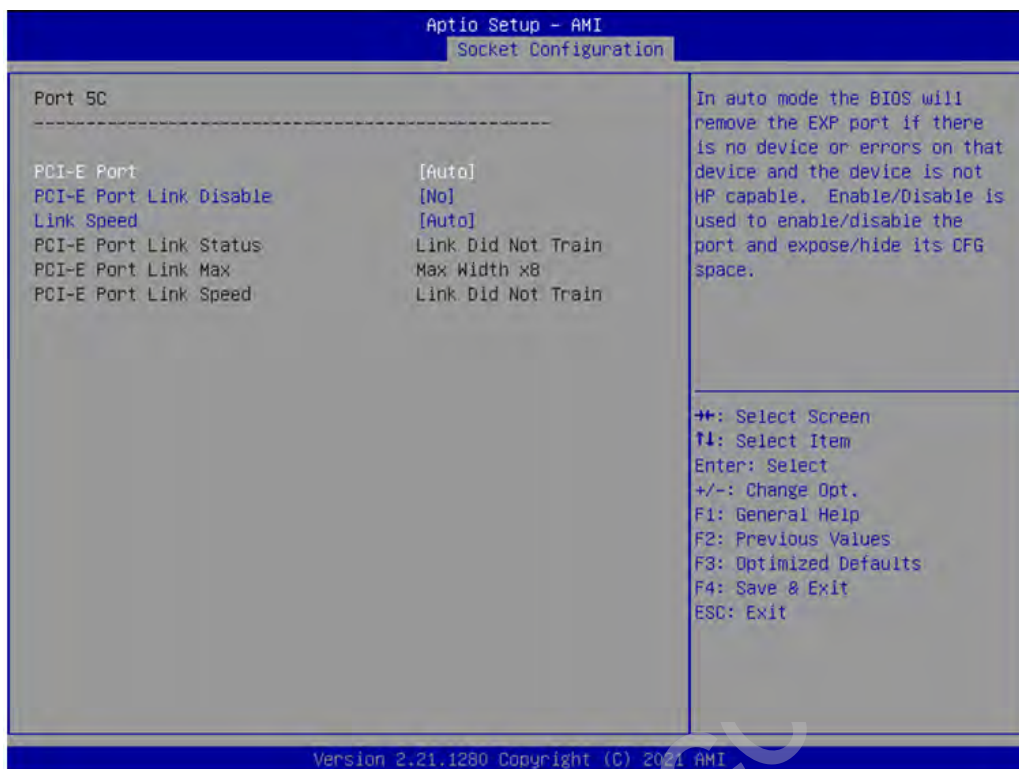 Aptio Setup – AMI
Socket Configuration
Port 5C
PCI-E Port [Auto]
PCI-E Port Link Disable [No]
Link Speed [Auto]
PCI-E Port Link Status Link Did Not Train
PCI-E Port Link Max Max Width x8
PCI-E Port Link Speed Link Did Not Train
In auto mode the BIOS will
remove the EXP port if there
is no device or errors on that
device and the device is not
HP capable. Enable/Disable is
used to enable/disable the
port and expose/hide its CFG
space.
→←: Select Screen
↑↓: Select Item
Enter: Select
+/-: Change Opt.
F1: General Help
F2: Previous Values
F3: Optimized Defaults
F4: Save & Exit
ESC: Exit
Version 2.21.1280 Copyright (C) 2021 AMI